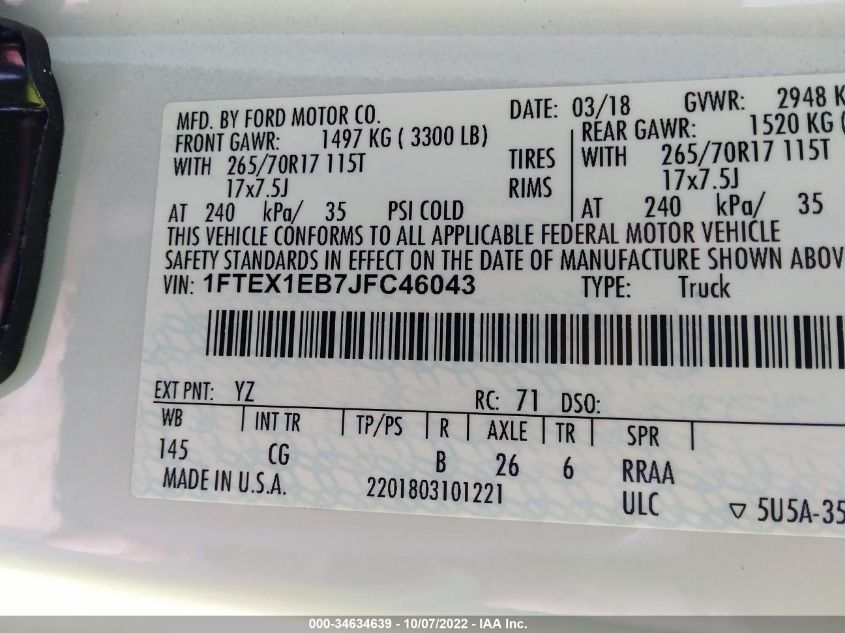 MFD. BY FORD MOTOR CO. DATE: 03/18 GVWR: 2948 K
FRONT GAWR: 1497 KG ( 3300 LB) REAR GAWR: 1520 KG (
WITH 265/70R17 115T TIRES WITH 265/70R17 115T
17x7.5J RIMS 17x7.5J
AT 240 kPa/ 35 PSI COLD AT 240 kPa/ 35
THIS VEHICLE CONFORMS TO ALL APPLICABLE FEDERAL MOTOR VEHICLE
SAFETY STANDARDS IN EFFECT ON THE DATE OF MANUFACTURE SHOWN ABOV
VIN: 1FTEX1EB7JFC46043 TYPE: Truck
EXT PNT: YZ RC: 71 DSO:
WB INT TR TP/PS R AXLE TR SPR
145 CG B 26 6 RRAA
MADE IN U.S.A. 2201803101221 ULC ▽ 5U5A-35
000-34634639 - 10/07/2022 - IAA Inc.